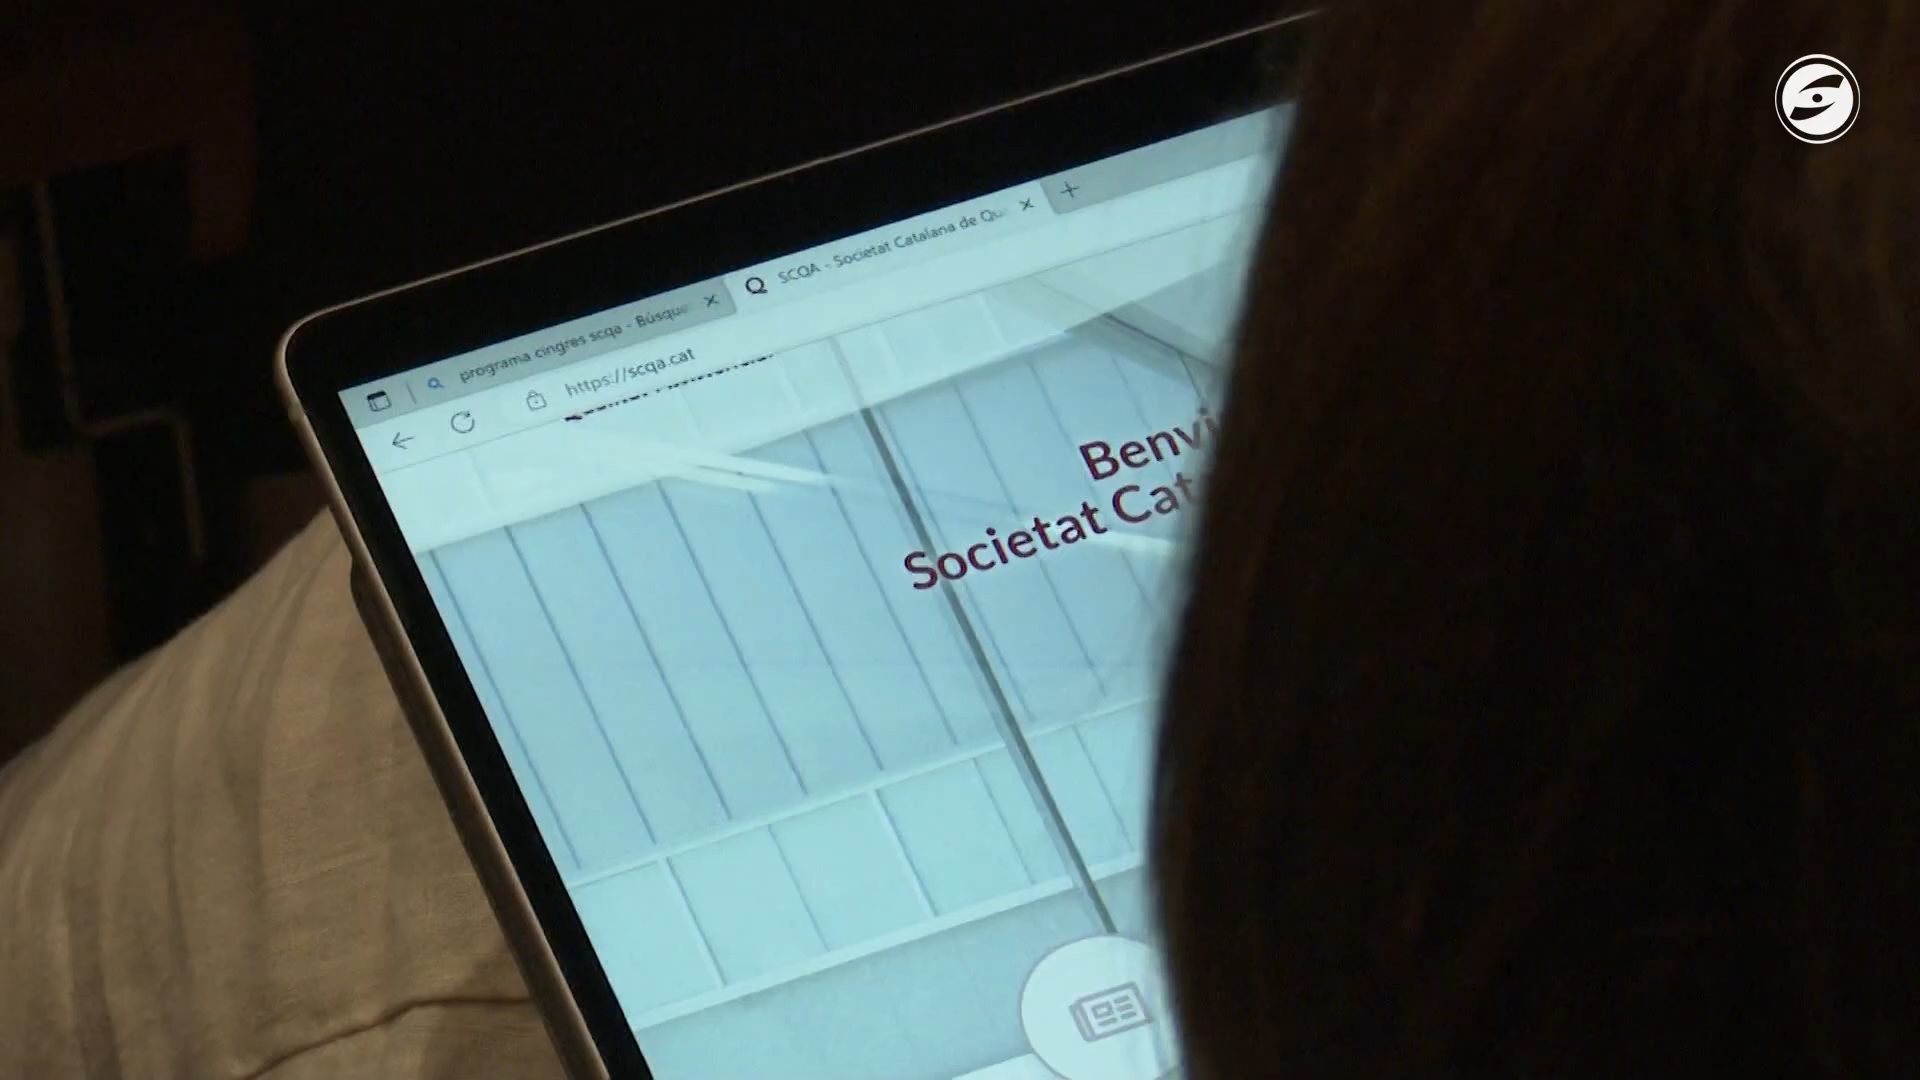 programa cingres scqa - Búsque
SCQA - Societat Catalana de Qu
https://scqa.cat
Benvi
Societat Cat